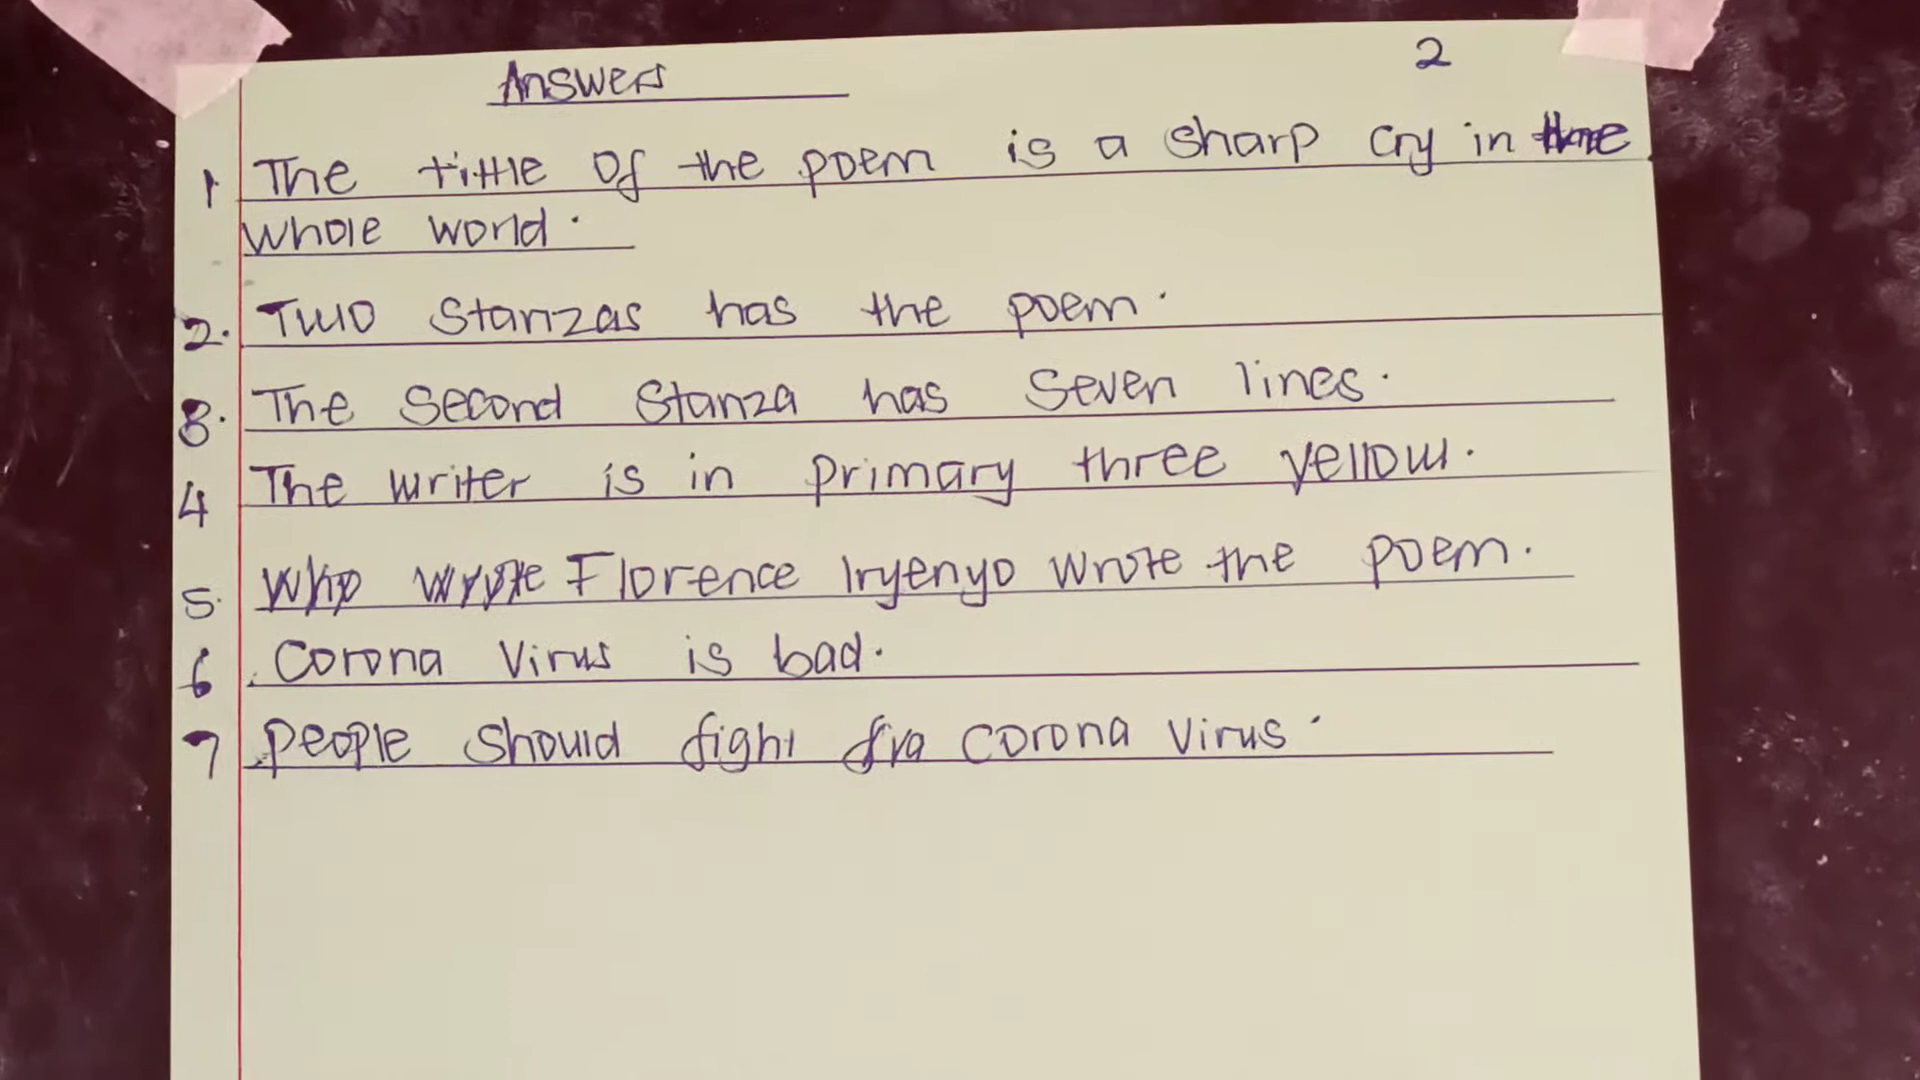 Answers
2
1 The tittle of the poem is a sharp cry in the
whole world.
2. Two Stanzas has the poem.
3. The second Stanza has Seven lines.
4 The writer is in primary three yellow.
5. Who wrote Florence Iryenyo wrote the poem.
6. Corona Virus is bad.
7 people should fight fra corona virus.